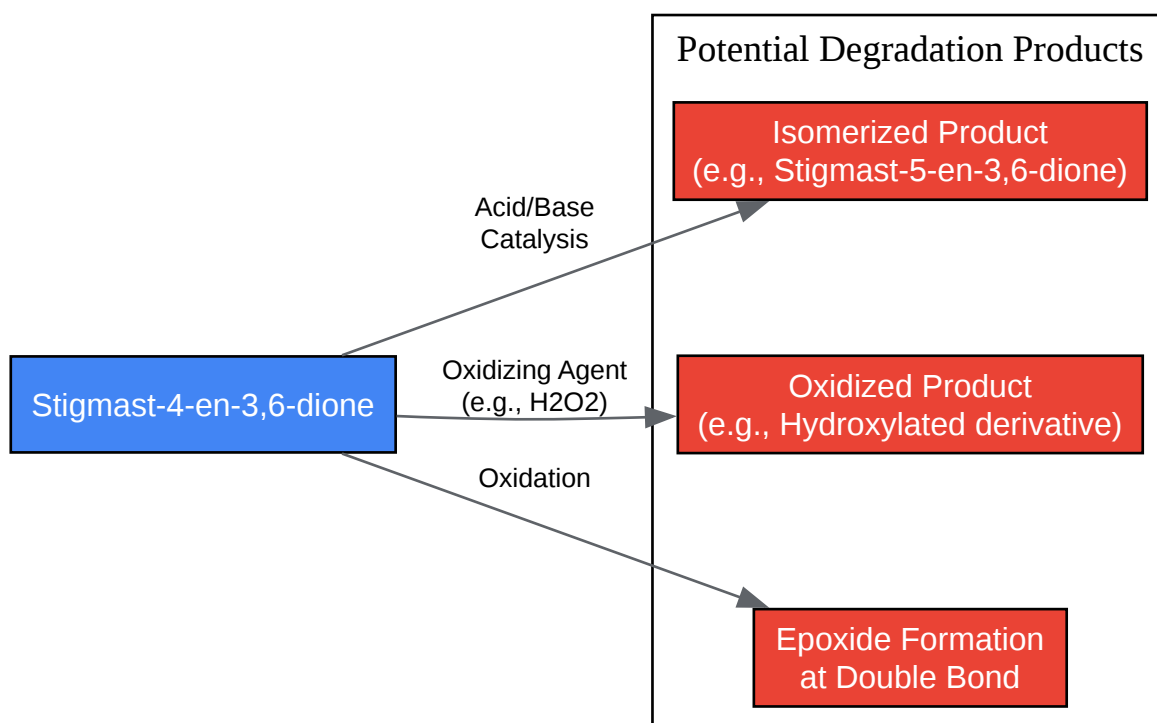 Potential Degradation Products
Isomerized Product
(e.g., Stigmast-5-en-3,6-dione)
Acid/Base
Catalysis
Stigmast-4-en-3,6-dione
Oxidizing Agent
(e.g., H2O2)
Oxidized Product
(e.g., Hydroxylated derivative)
Oxidation
Epoxide Formation
at Double Bond